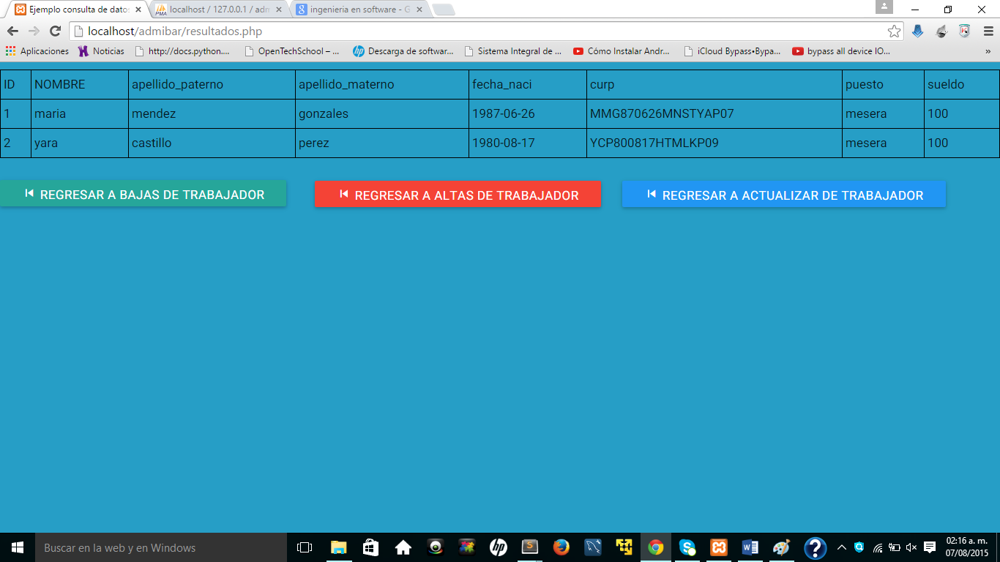 Ejemplo consulta de dato:
localhost / 127.0.0.1 / adm
ingenieria en software - G
localhost/admibar/resultados.php
Aplicaciones Noticias http://docs.python.... OpenTechSchool – ... Descarga de softwar... Sistema Integral de ... Cómo Instalar Andr... iCloud Bypass•Bypa... bypass all device IO... »
ID NOMBRE apellido_paterno apellido_materno fecha_naci curp puesto sueldo
1 maria mendez gonzales 1987-06-26 MMG870626MNSTYAP07 mesera 100
2 yara castillo perez 1980-08-17 YCP800817HTMLKP09 mesera 100
REGRESAR A BAJAS DE TRABAJADOR
REGRESAR A ALTAS DE TRABAJADOR
REGRESAR A ACTUALIZAR DE TRABAJADOR
Buscar en la web y en Windows
02:16 a. m.
07/08/2015